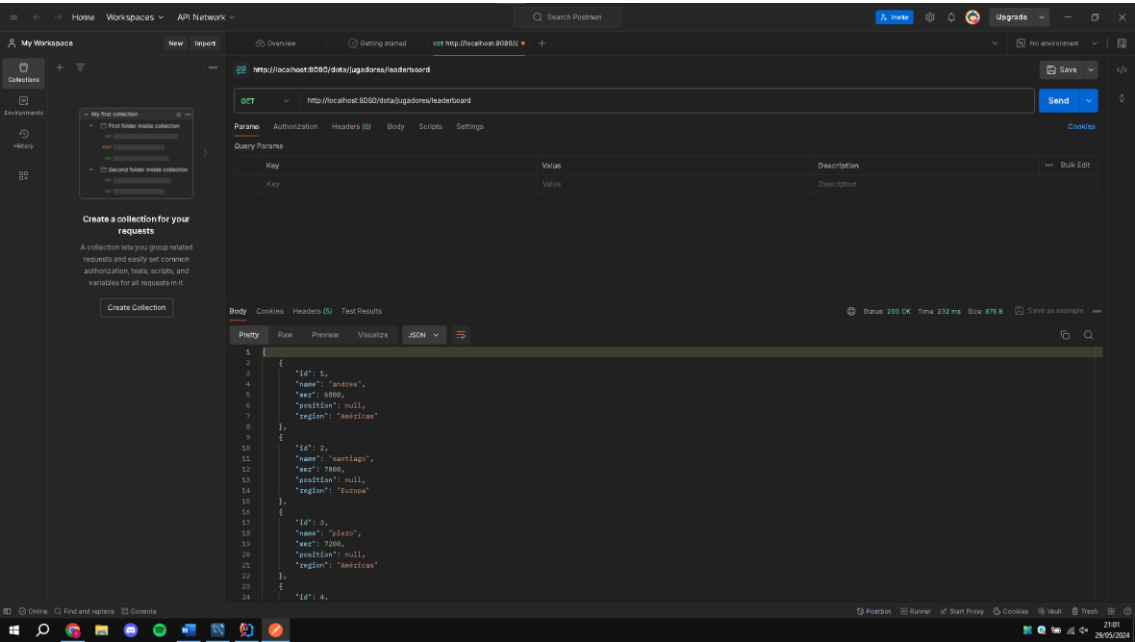 Home Workspaces API Network Search Postman Invite Upgrade
My Workspace New Import Overview Getting started GET http://localhost:8080/c No environment
Collections
Environments
History
My first collection
First folder inside collection
Second folder inside collection
Create a collection for your
requests
A collection lets you group related
requests and easily set common
authorization, tests, scripts, and
variables for all requests in it.
Create Collection
http://localhost:8080/dota/jugadores/leaderboard Save
GET http://localhost:8080/dota/jugadores/leaderboard Send
Params Authorization Headers (6) Body Scripts Settings Cookies
Query Params
Key Value Description Bulk Edit
Key Value Description
Body Cookies Headers (5) Test Results Status: 200 OK Time: 232 ms Size: 876 B Save as example
Pretty Raw Preview Visualize JSON
1 [
2 {
3 "id": 1,
4 "name": "andres",
5 "mmr": 6800,
6 "position": null,
7 "region": "Américas"
8 },
9 {
10 "id": 2,
11 "name": "santiago",
12 "mmr": 7000,
13 "position": null,
14 "region": "Europa"
15 },
16 {
17 "id": 3,
18 "name": "piero",
19 "mmr": 7200,
20 "position": null,
21 "region": "Américas"
22 },
23 {
24 "id": 4,
Online Find and replace Console Postbot Runner Start Proxy Cookies Vault Trash
21:01
29/05/2024